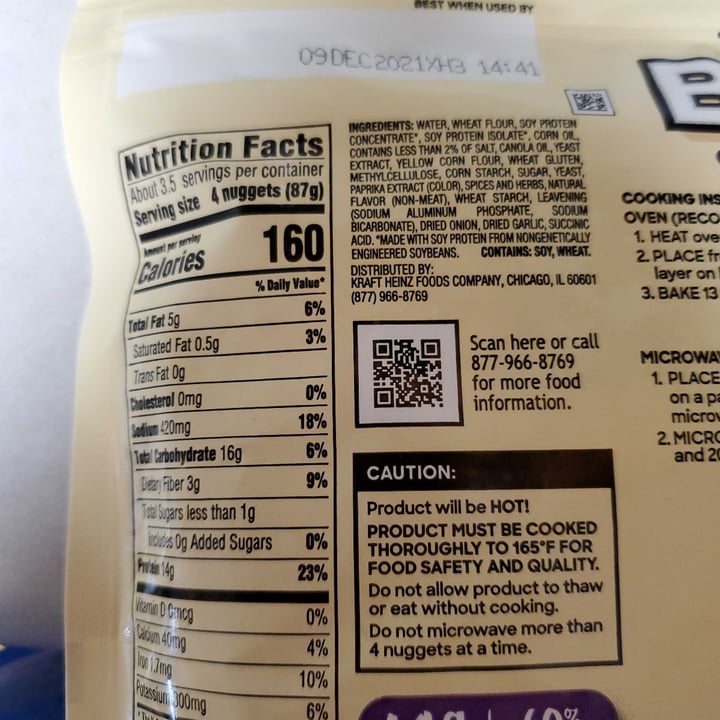 BEST WHEN USED BY
09DEC2021XH3 14:41
Nutrition Facts
About 3.5 servings per container
Serving size 4 nuggets (87g)
Amount per serving
Calories 160
% Daily Value*
Total Fat 5g 6%
Saturated Fat 0.5g 3%
Trans Fat 0g
Cholesterol 0mg 0%
Sodium 420mg 18%
Total Carbohydrate 16g 6%
Dietary Fiber 3g 9%
Total Sugars less than 1g
Includes 0g Added Sugars 0%
Protein 14g 23%
Vitamin D 0mcg 0%
Calcium 40mg 4%
Iron 1.7mg 10%
Potassium 300mg 6%
INGREDIENTS: WATER, WHEAT FLOUR, SOY PROTEIN
CONCENTRATE*, SOY PROTEIN ISOLATE*, CORN OIL,
CONTAINS LESS THAN 2% OF SALT, CANOLA OIL, YEAST
EXTRACT, YELLOW CORN FLOUR, WHEAT GLUTEN,
METHYLCELLULOSE, CORN STARCH, SUGAR, YEAST,
PAPRIKA EXTRACT (COLOR), SPICES AND HERBS, NATURAL
FLAVOR (NON-MEAT), WHEAT STARCH, LEAVENING
(SODIUM ALUMINUM PHOSPHATE, SODIUM
BICARBONATE), DRIED ONION, DRIED GARLIC, SUCCINIC
ACID. *MADE WITH SOY PROTEIN FROM NONGENETICALLY
ENGINEERED SOYBEANS. CONTAINS: SOY, WHEAT.
DISTRIBUTED BY:
KRAFT HEINZ FOODS COMPANY, CHICAGO, IL 60601
(877) 966-8769
Scan here or call
877-966-8769
for more food
information.
CAUTION:
Product will be HOT!
PRODUCT MUST BE COOKED
THOROUGHLY TO 165°F FOR
FOOD SAFETY AND QUALITY.
Do not allow product to thaw
or eat without cooking.
Do not microwave more than
4 nuggets at a time.
B
COOKING INS
OVEN (RECO
1. HEAT ove
2. PLACE fr
layer on
3. BAKE 13
MICROWAV
1. PLACE
on a pa
microv
2. MICRO
and 20